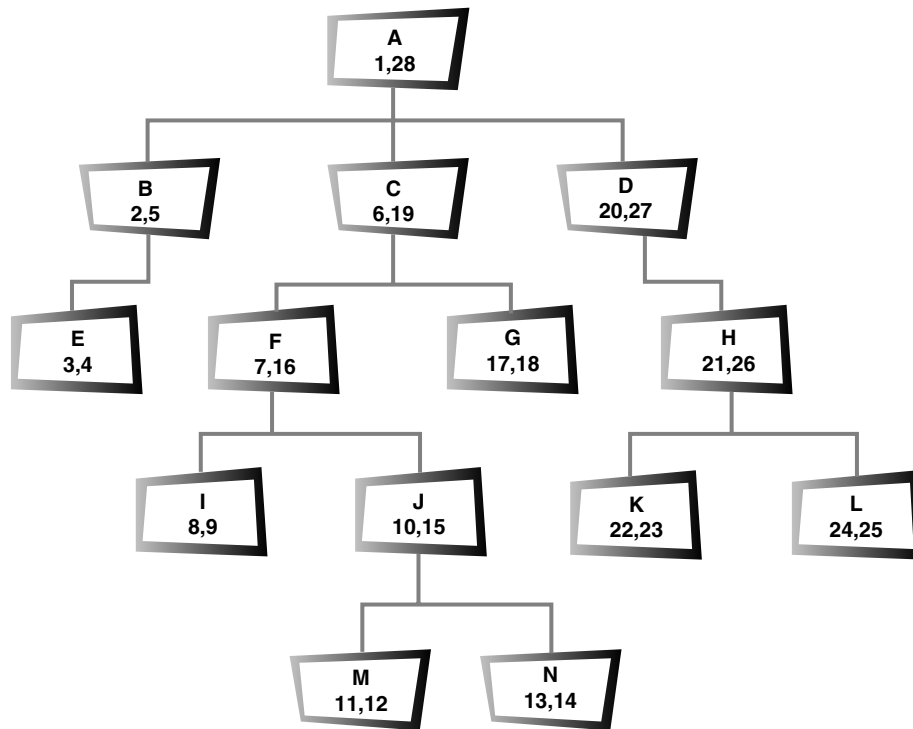 A
1,28
B
2,5
C
6,19
D
20,27
E
3,4
F
7,16
G
17,18
H
21,26
I
8,9
J
10,15
K
22,23
L
24,25
M
11,12
N
13,14